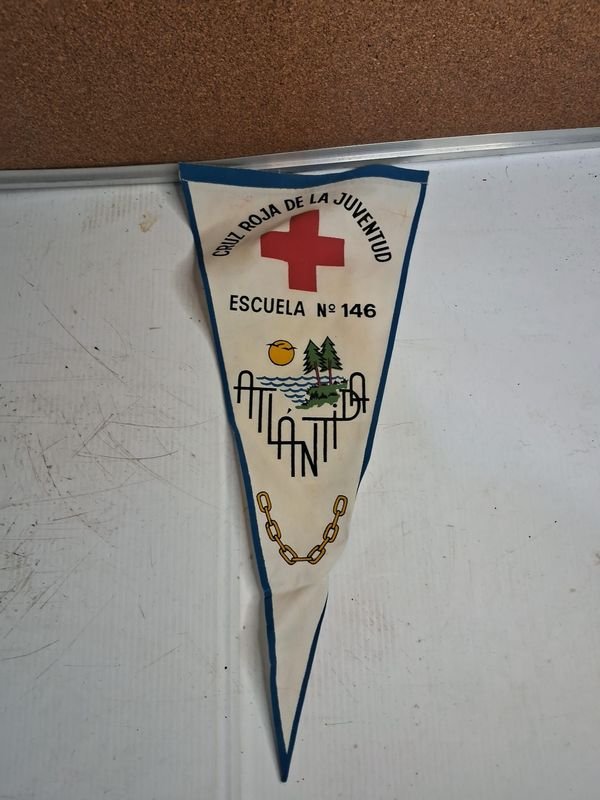 CRUZ ROJA DE LA JUVENTUD
ESCUELA Nº 146
ATLÁNTiDA